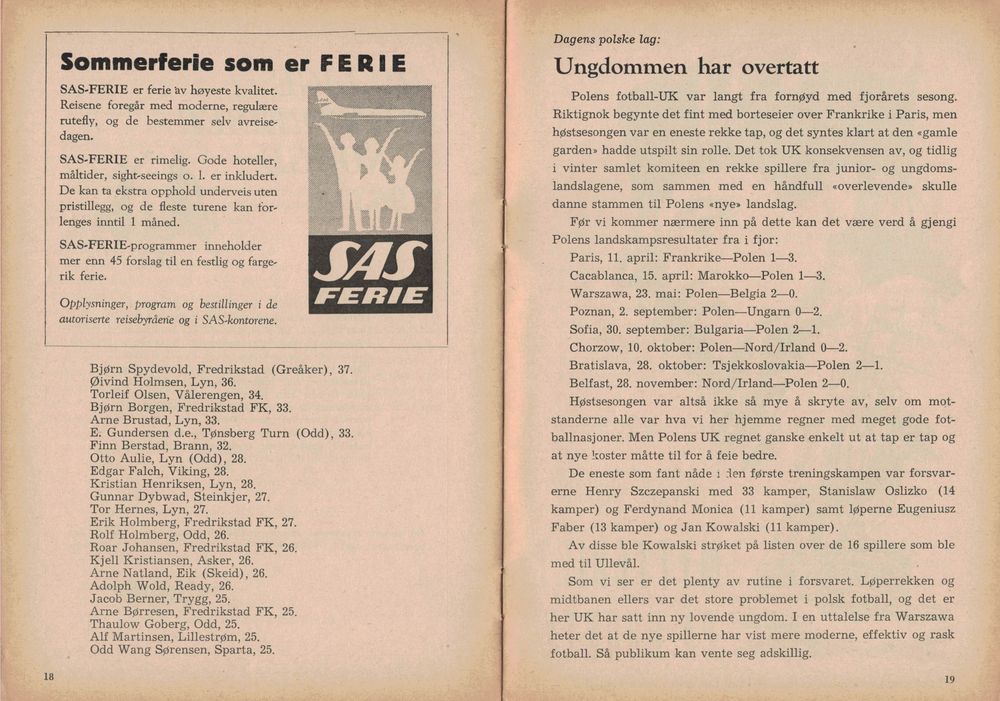 Sommerferie som er FERIE
SAS-FERIE er ferie av høyeste kvalitet.
Reisene foregår med moderne, regulære
rutefly, og de bestemmer selv avreise-
dagen.
SAS-FERIE er rimelig. Gode hoteller,
måltider, sight-seeings o. l. er inkludert.
De kan ta ekstra opphold underveis uten
pristillegg, og de fleste turene kan for-
lenges inntil 1 måned.
SAS-FERIE-programmer inneholder
mer enn 45 forslag til en festlig og farge-
rik ferie.
Opplysninger, program og bestillinger i de
autoriserte reisebyråene og i SAS-kontorene.
SAS
FERIE
Bjørn Spydevold, Fredrikstad (Greåker), 37.
Øivind Holmsen, Lyn, 36.
Torleif Olsen, Vålerengen, 34.
Bjørn Borgen, Fredrikstad FK, 33.
Arne Brustad, Lyn, 33.
E. Gundersen d.e., Tønsberg Turn (Odd), 33.
Finn Berstad, Brann, 32.
Otto Aulie, Lyn (Odd), 28.
Edgar Falch, Viking, 28.
Kristian Henriksen, Lyn, 28.
Gunnar Dybwad, Steinkjer, 27.
Tor Hernes, Lyn, 27.
Erik Holmberg, Fredrikstad FK, 27.
Rolf Holmberg, Odd, 26.
Roar Johansen, Fredrikstad FK, 26.
Kjell Kristiansen, Asker, 26.
Arne Natland, Eik (Skeid), 26.
Adolph Wold, Ready, 26.
Jacob Berner, Trygg, 25.
Arne Børresen, Fredrikstad FK, 25.
Thaulow Goberg, Odd, 25.
Alf Martinsen, Lillestrøm, 25.
Odd Wang Sørensen, Sparta, 25.
18
Dagens polske lag:
Ungdommen har overtatt
Polens fotball-UK var langt fra fornøyd med fjorårets sesong.
Riktignok begynte det fint med borteseier over Frankrike i Paris, men
høstsesongen var en eneste rekke tap, og det syntes klart at den «gamle
garden» hadde utspilt sin rolle. Det tok UK konsekvensen av, og tidlig
i vinter samlet komiteen en rekke spillere fra junior- og ungdoms-
landslagene, som sammen med en håndfull «overlevende» skulle
danne stammen til Polens «nye» landslag.
Før vi kommer nærmere inn på dette kan det være verd å gjengi
Polens landskampsresultater fra i fjor:
Paris, 11. april: Frankrike—Polen 1—3.
Cacablanca, 15. april: Marokko—Polen 1—3.
Warszawa, 23. mai: Polen—Belgia 2—0.
Poznan, 2. september: Polen—Ungarn 0—2.
Sofia, 30. september: Bulgaria—Polen 2—1.
Chorzow, 10. oktober: Polen—Nord/Irland 0—2.
Bratislava, 28. oktober: Tsjekkoslovakia—Polen 2—1.
Belfast, 28. november: Nord/Irland—Polen 2—0.
Høstsesongen var altså ikke så mye å skryte av, selv om mot-
standerne alle var hva vi her hjemme regner med meget gode fot-
ballnasjoner. Men Polens UK regnet ganske enkelt ut at tap er tap og
at nye koster måtte til for å feie bedre.
De eneste som fant nåde i den første treningskampen var forsvar-
erne Henry Szczepanski med 33 kamper, Stanislaw Oslizko (14
kamper) og Ferdynand Monica (11 kamper) samt løperne Eugeniusz
Faber (13 kamper) og Jan Kowalski (11 kamper).
Av disse ble Kowalski strøket på listen over de 16 spillere som ble
med til Ullevål.
Som vi ser er det plenty av rutine i forsvaret. Løperrekken og
midtbanen ellers var det store problemet i polsk fotball, og det er
her UK har satt inn ny lovende ungdom. I en uttalelse fra Warszawa
heter det at de nye spillerne har vist mere moderne, effektiv og rask
fotball. Så publikum kan vente seg adskillig.
19